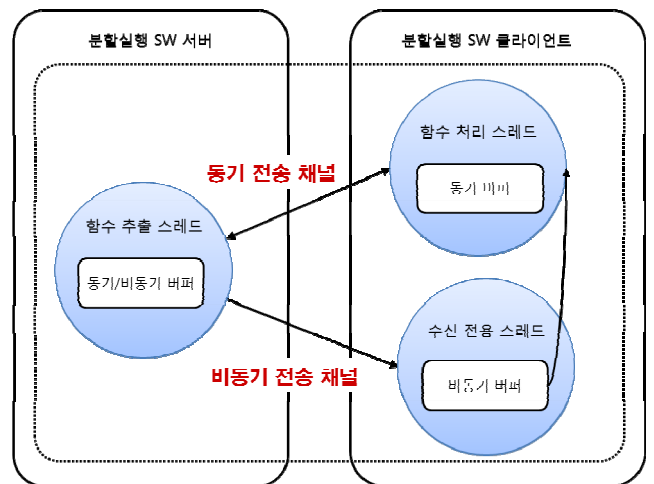 분할실행 SW 서버
분할실행 SW 클라이언트
함수 처리 스레드
동기 전송 채널
동기 버퍼
함수 추출 스레드
동기/비동기 버퍼
수신 전용 스레드
비동기 전송 채널
비동기 버퍼